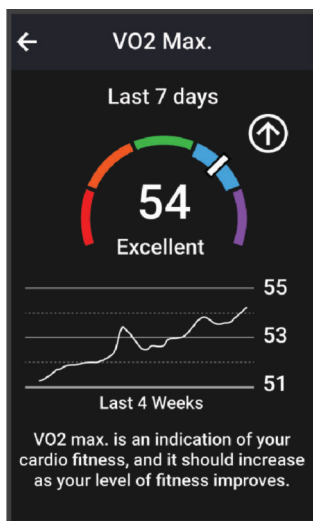 VO2 Max.
Last 7 days
54
Excellent
55
53
51
Last 4 Weeks
VO2 max. is an indication of your
cardio fitness, and it should increase
as your level of fitness improves.